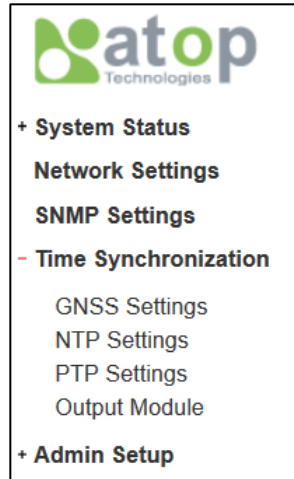 atop
Technologies
+ System Status
Network Settings
SNMP Settings
- Time Synchronization
GNSS Settings
NTP Settings
PTP Settings
Output Module
+ Admin Setup